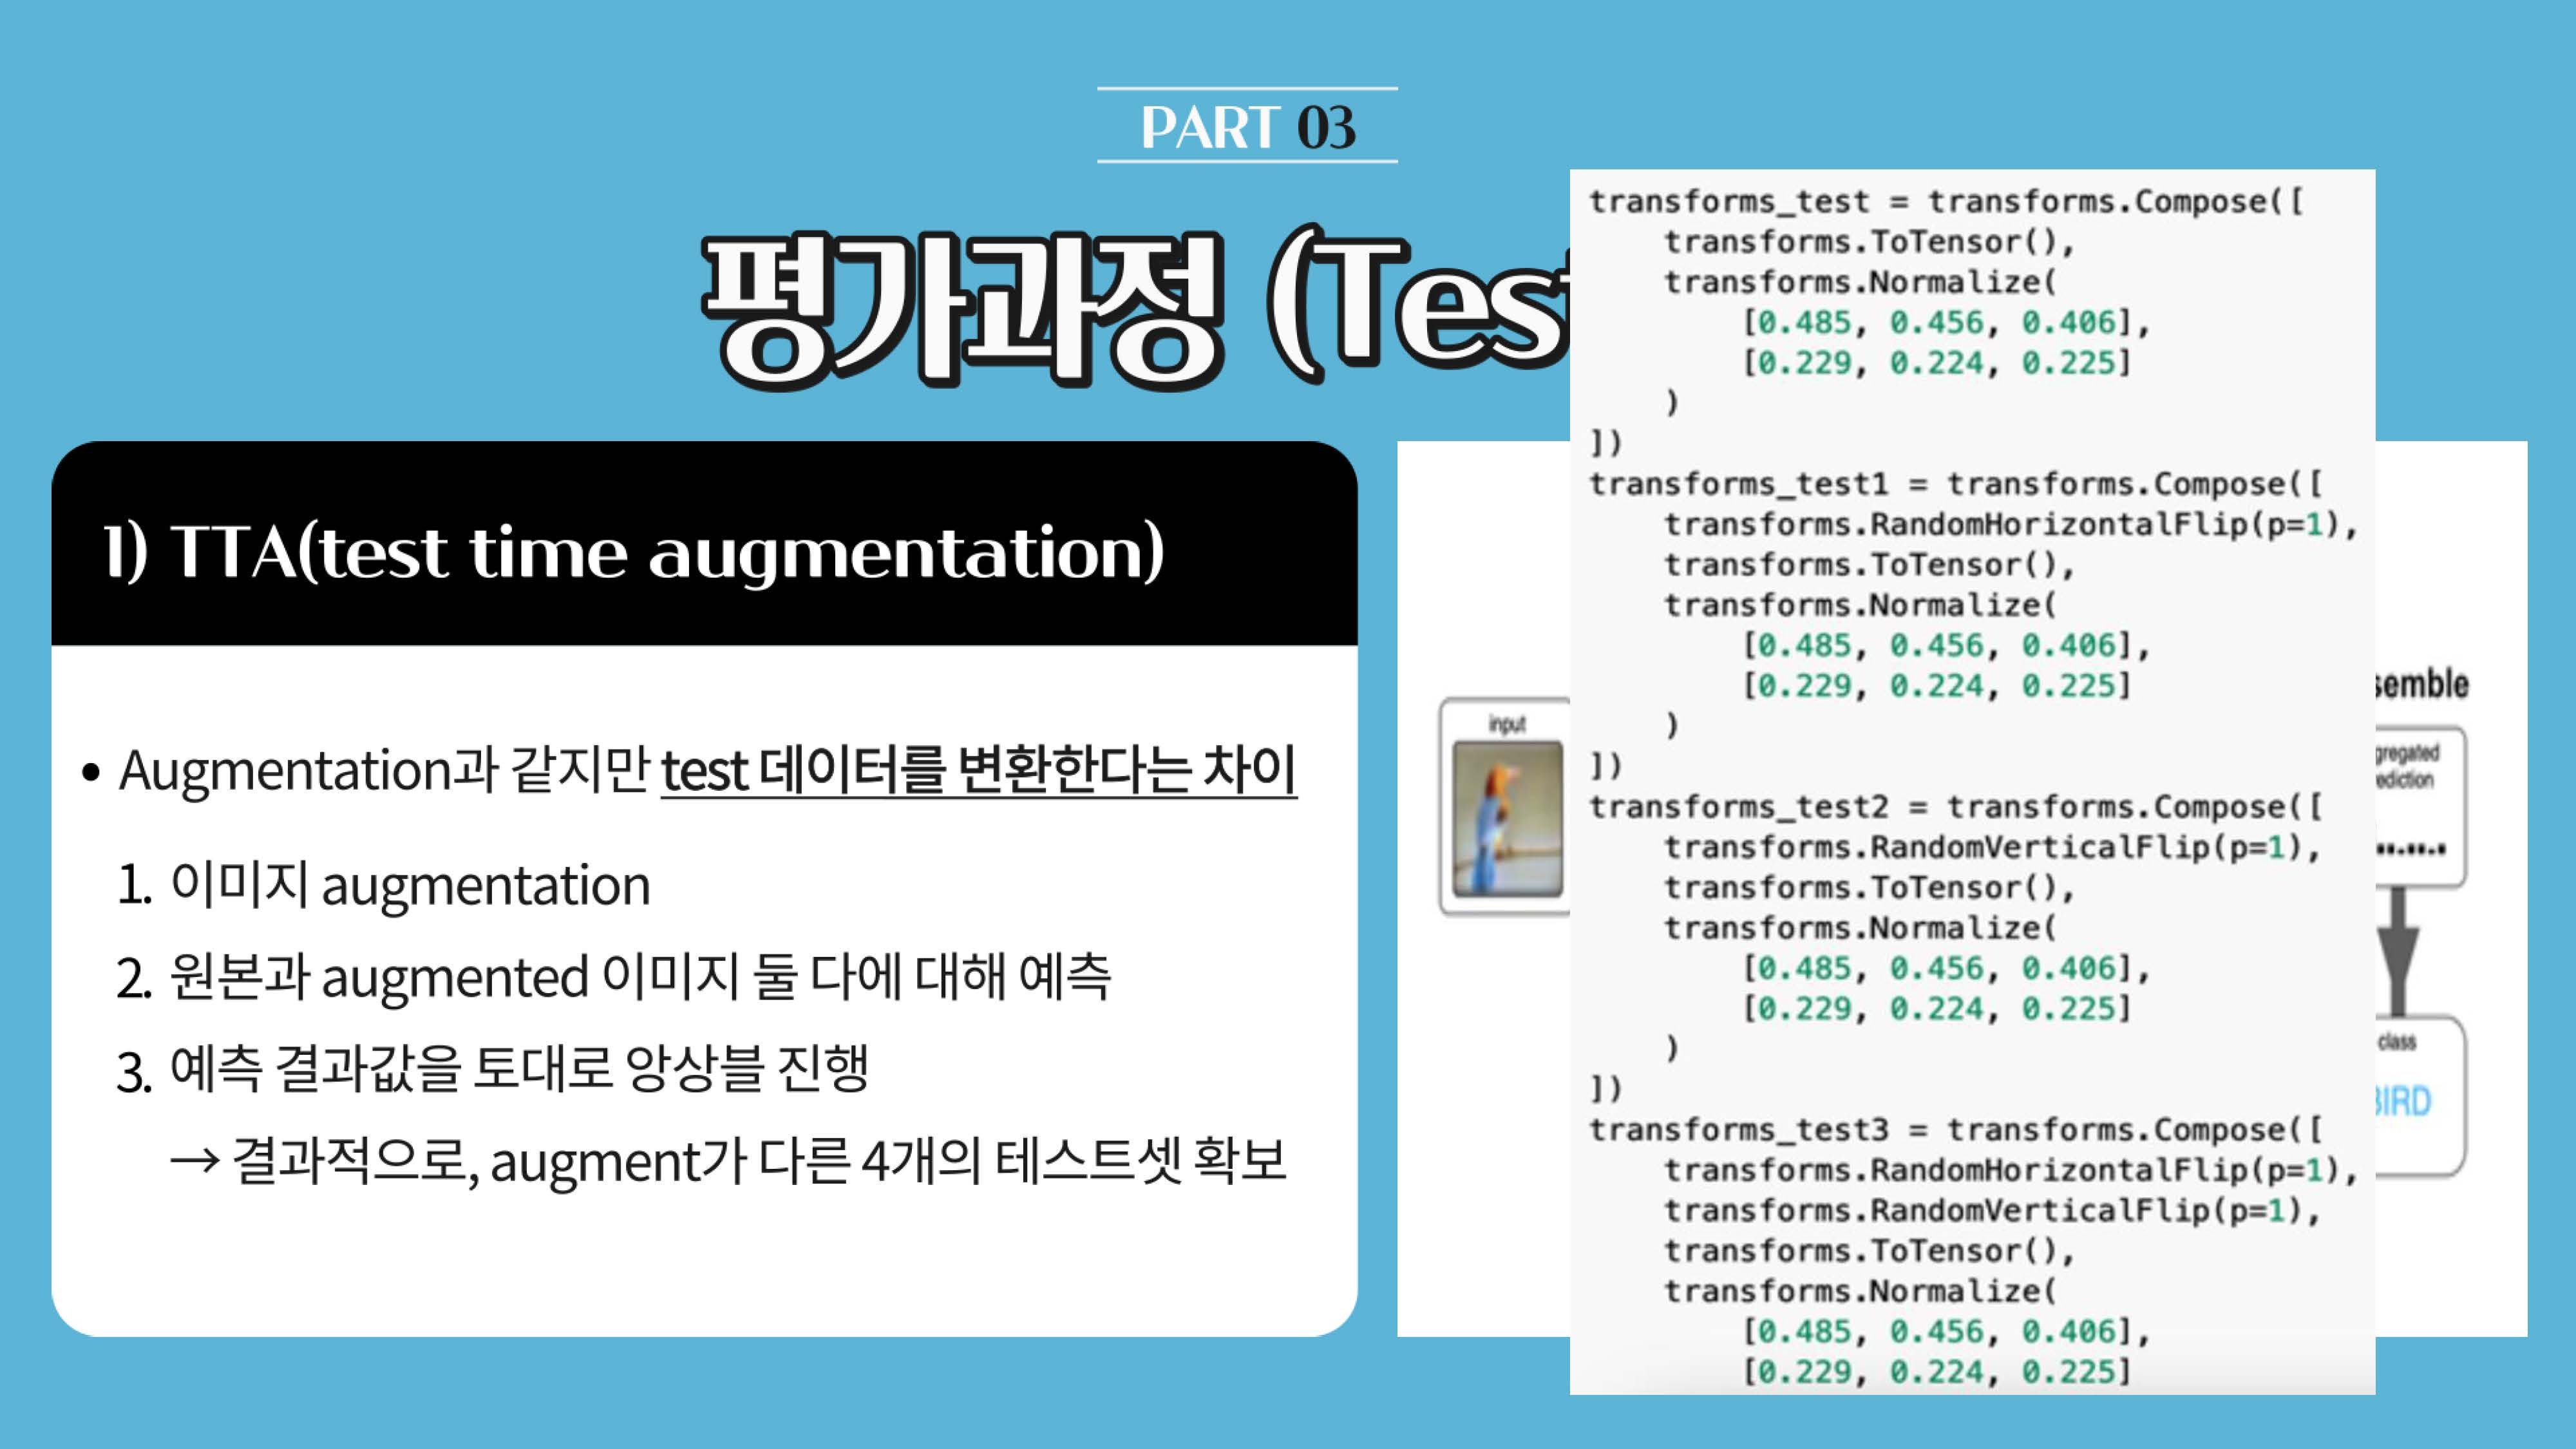 PART 03
평가과정 (Test
1) TTA(test time augmentation)
• Augmentation과 같지만 test 데이터를 변환한다는 차이
1. 이미지 augmentation
2. 원본과 augmented 이미지 둘 다에 대해 예측
3. 예측 결과값을 토대로 앙상블 진행
→ 결과적으로, augment가 다른 4개의 테스트셋 확보
input
transforms_test = transforms.Compose([
transforms.ToTensor(),
transforms.Normalize(
[0.485, 0.456, 0.406],
[0.229, 0.224, 0.225]
)
])
transforms_test1 = transforms.Compose([
transforms.RandomHorizontalFlip(p=1),
transforms.ToTensor(),
transforms.Normalize(
[0.485, 0.456, 0.406],
[0.229, 0.224, 0.225]
)
])
transforms_test2 = transforms.Compose([
transforms.RandomVerticalFlip(p=1),
transforms.ToTensor(),
transforms.Normalize(
[0.485, 0.456, 0.406],
[0.229, 0.224, 0.225]
)
])
transforms_test3 = transforms.Compose([
transforms.RandomHorizontalFlip(p=1),
transforms.RandomVerticalFlip(p=1),
transforms.ToTensor(),
transforms.Normalize(
[0.485, 0.456, 0.406],
[0.229, 0.224, 0.225]
semble
gregated
ediction
class
BIRD